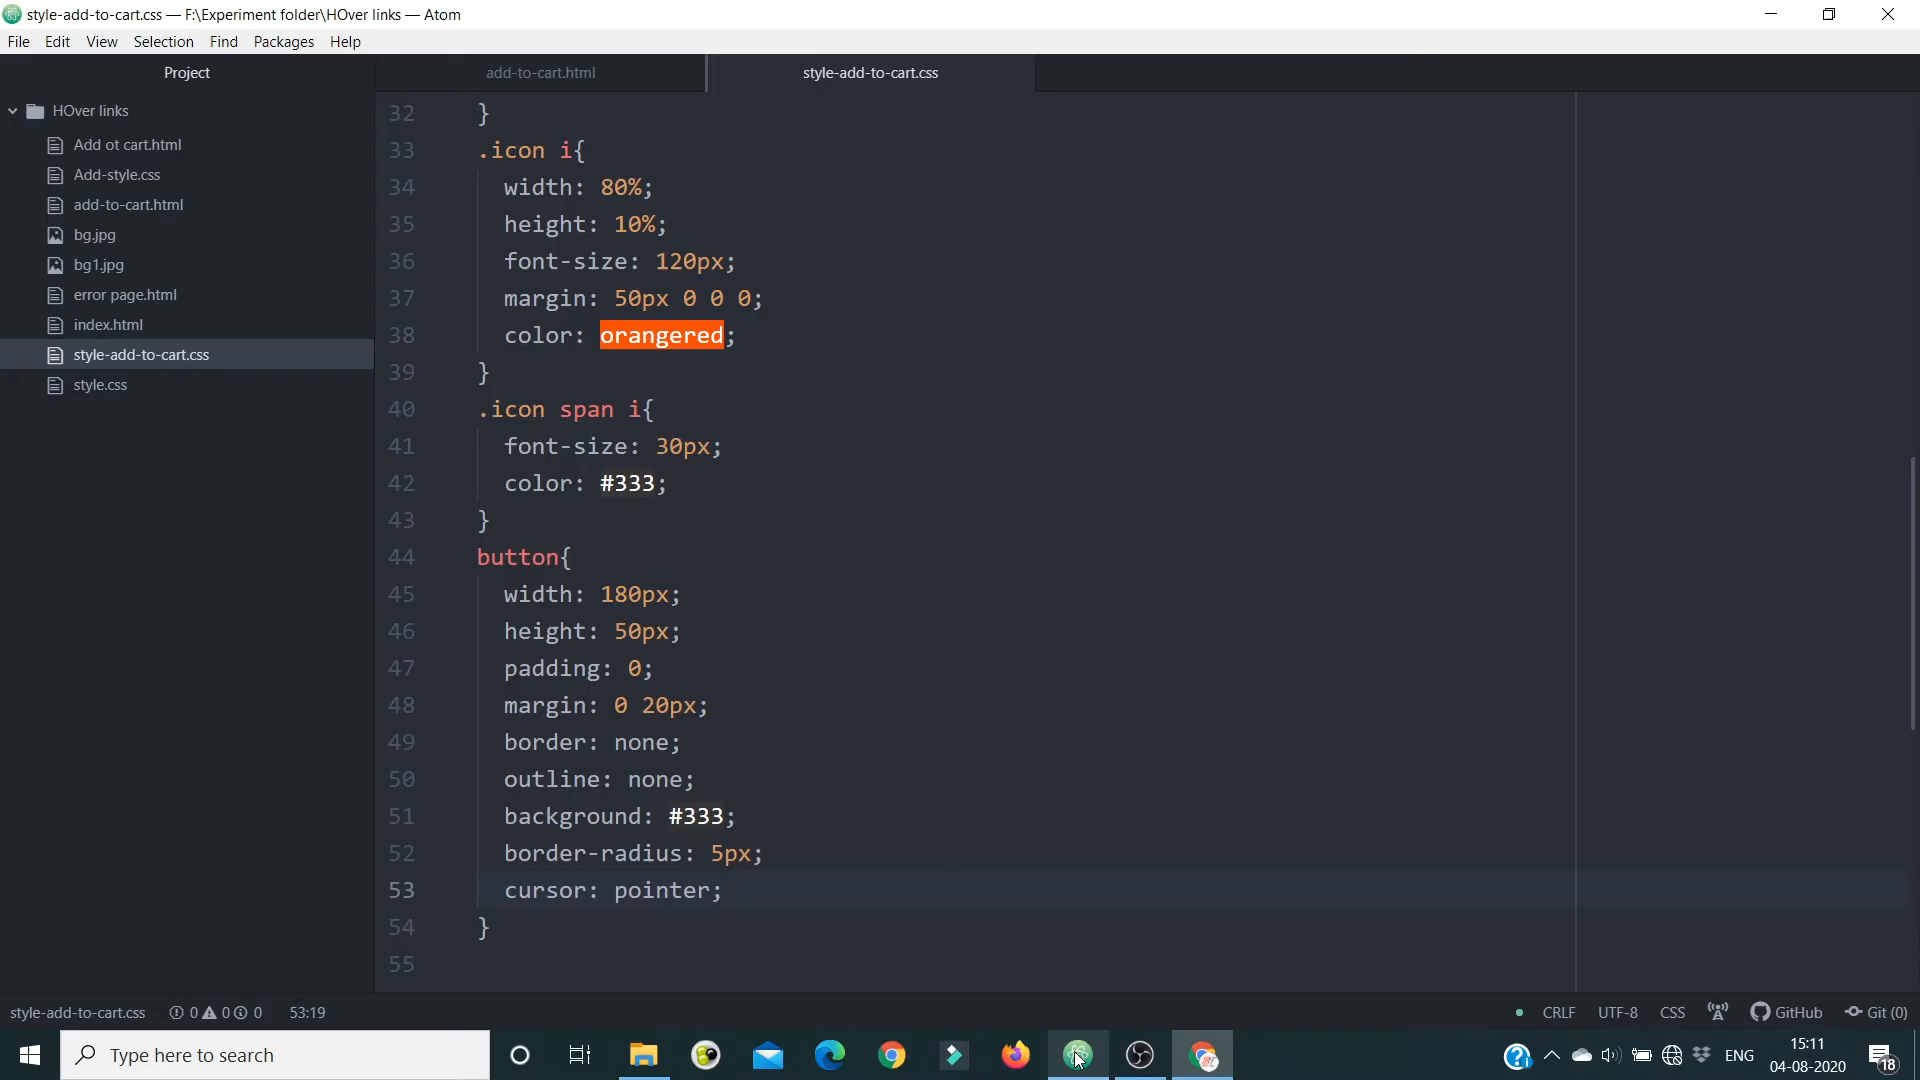 style-add-to-cart.css — F:\Experiment folder\HOver links — Atom
File Edit View Selection Find Packages Help
Project
add-to-cart.html
style-add-to-cart.css
HOver links
Add ot cart.html
Add-style.css
add-to-cart.html
bg.jpg
bg1.jpg
error page.html
index.html
style-add-to-cart.css
style.css
32 }
33 .icon i{
34 width: 80%;
35 height: 10%;
36 font-size: 120px;
37 margin: 50px 0 0 0;
38 color: orangered;
39 }
40 .icon span i{
41 font-size: 30px;
42 color: #333;
43 }
44 button{
45 width: 180px;
46 height: 50px;
47 padding: 0;
48 margin: 0 20px;
49 border: none;
50 outline: none;
51 background: #333;
52 border-radius: 5px;
53 cursor: pointer;
54 }
55
style-add-to-cart.css 0 0 0 53:19 CRLF UTF-8 CSS GitHub Git (0)
Type here to search
ENG
15:11
04-08-2020
18